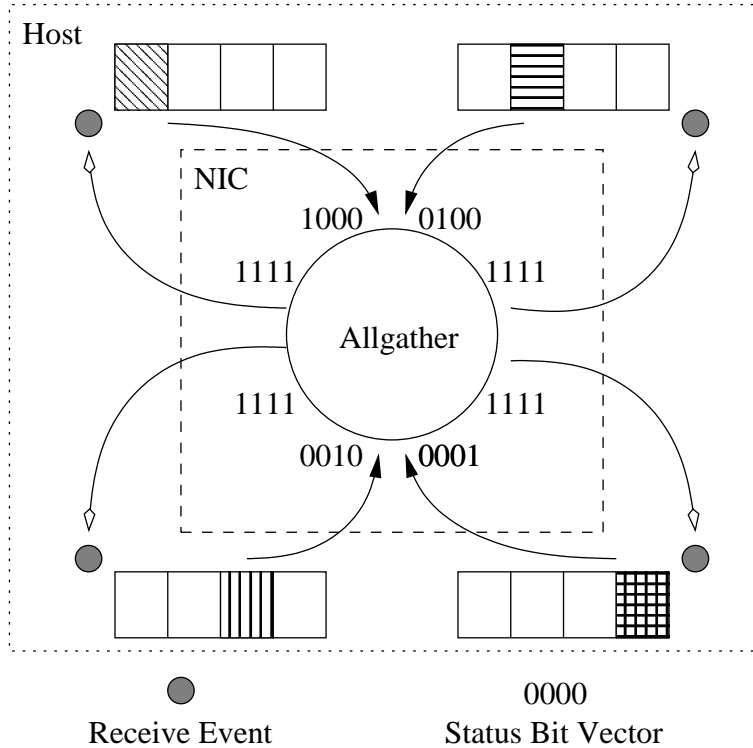 Host
NIC
1000 0100
1111 1111
Allgather
1111 1111
0010 0001
0000
Receive Event Status Bit Vector